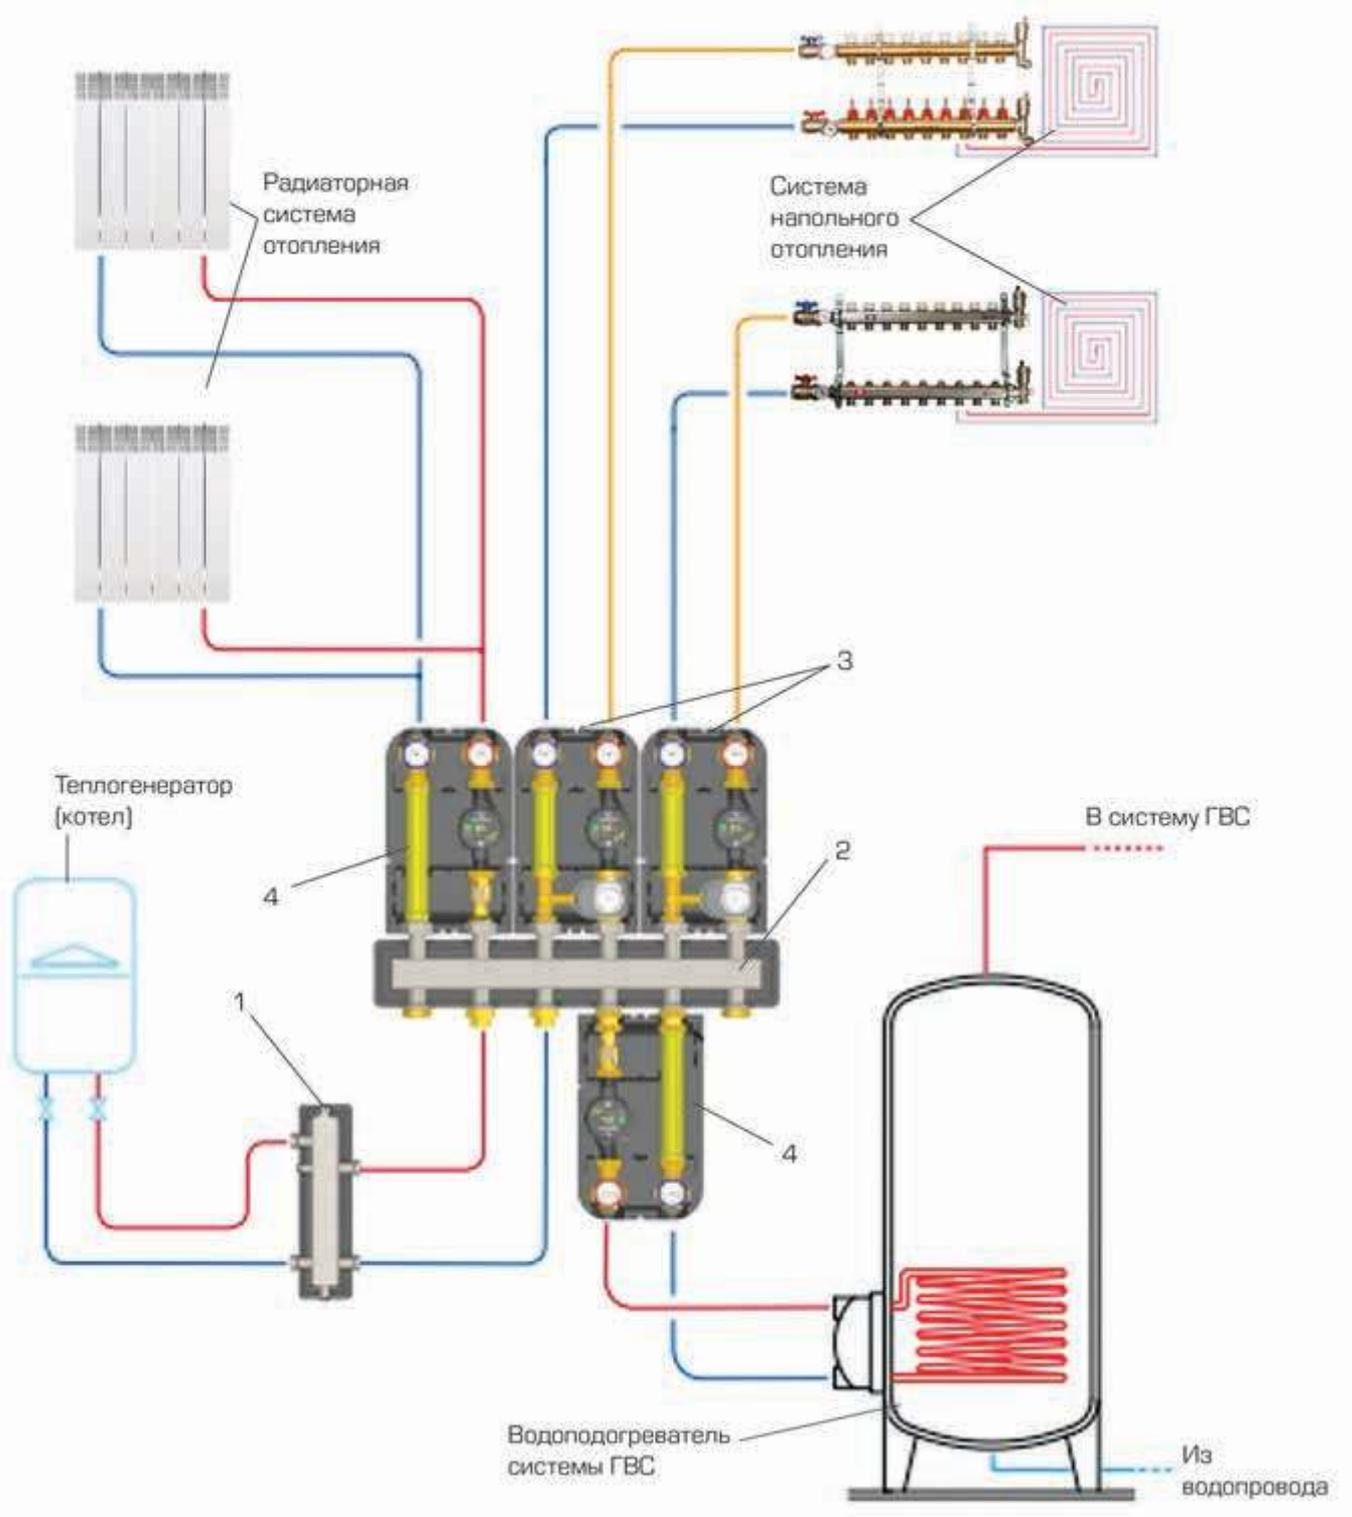 Радиаторная
система
отопления
Система
напольного
отопления
3
Теплогенератор
(котел)
В систему ГВС
2
4
1
4
Водоподогреватель
системы ГВС
Из
водопровода